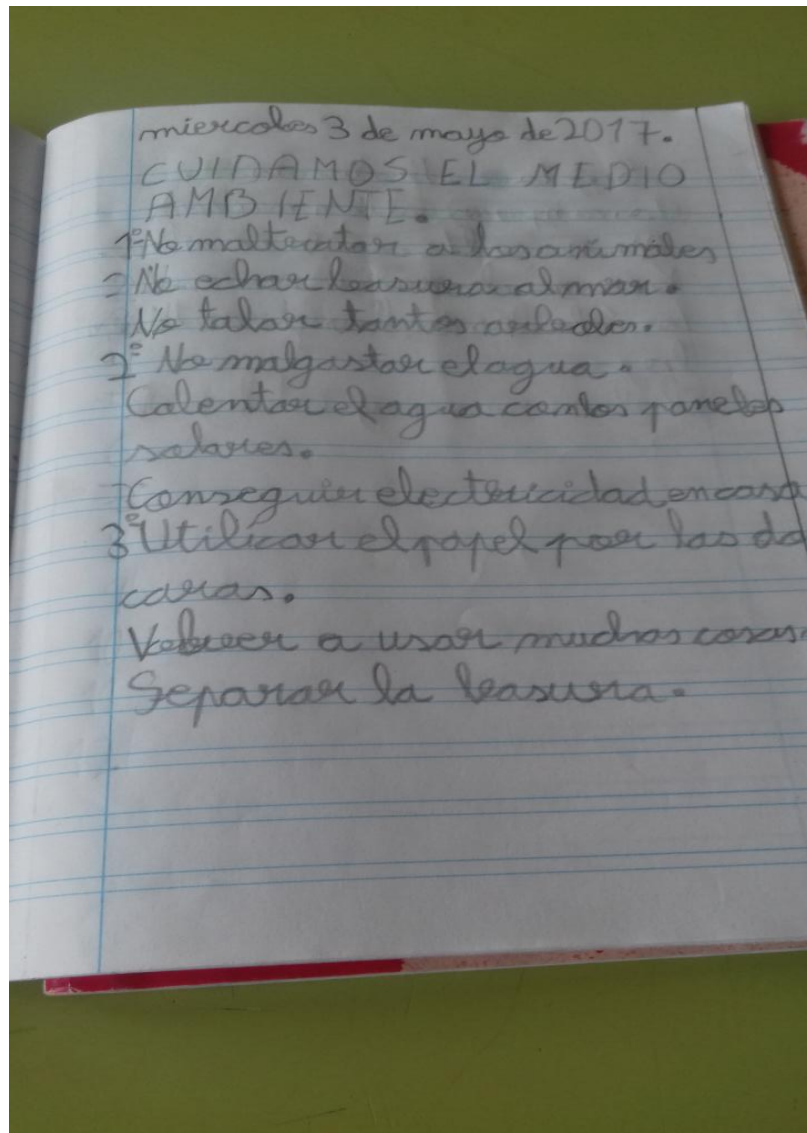 miercoles 3 de mayo de 2017.
CUIDAMOS EL MEDIO
AMBIENTE.
1º No maltratar a los animales
- No echar basura al mar.
No talar tantos arboles.
2º No malgastar el agua.
Calentar el agua con los paneles
solares.
- Conseguir electricidad en casa
3º Utilizar el papel por las do
caras.
Volver a usar muchas cosas
Separar la basura.